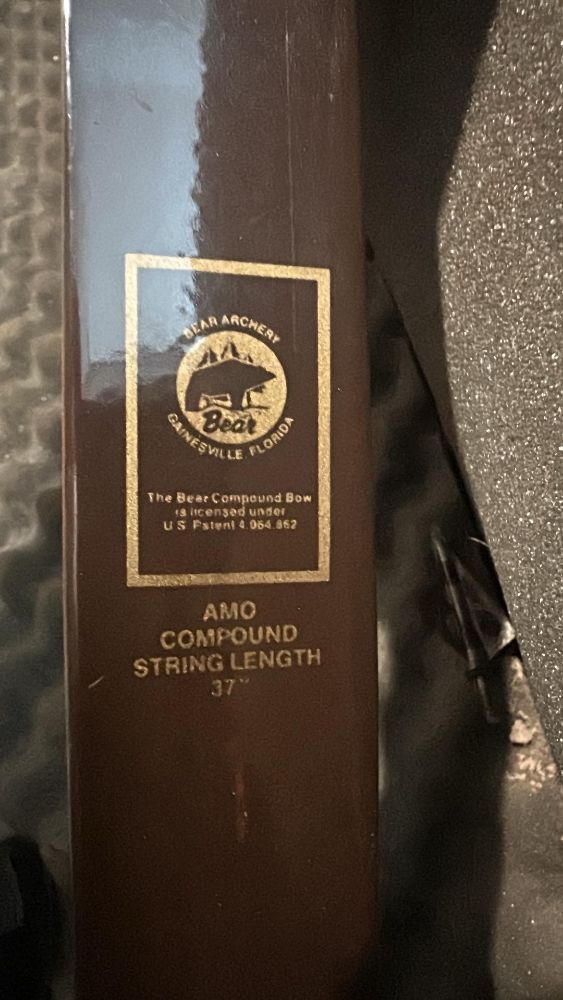 BEAR ARCHERY
Bear
GAINESVILLE, FLORIDA
The Bear Compound Bow
is licensed under
U.S. Patent 4.064.862
AMO
COMPOUND
STRING LENGTH
37"